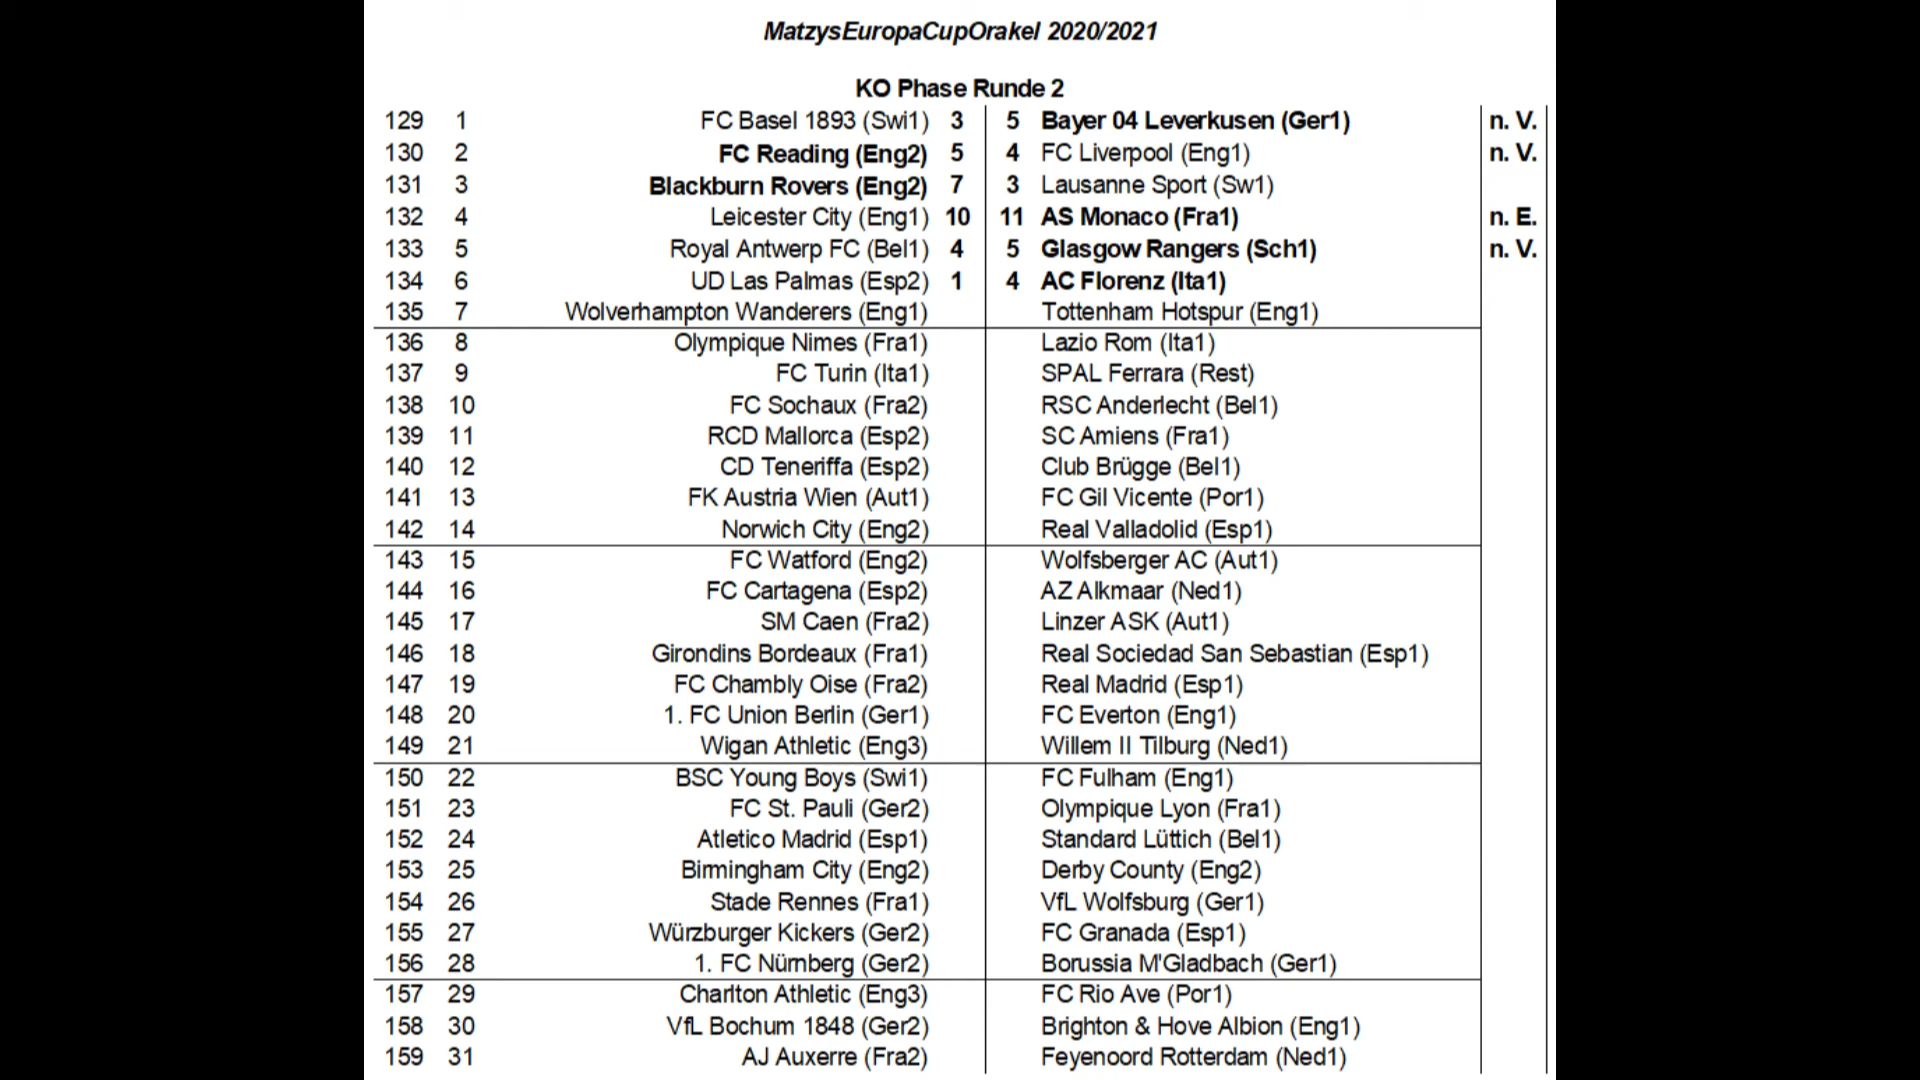 MatzysEuropaCupOrakel 2020/2021
KO Phase Runde 2
129 1 FC Basel 1893 (Swi1) 3 5 Bayer 04 Leverkusen (Ger1) n. V.
130 2 FC Reading (Eng2) 5 4 FC Liverpool (Eng1) n. V.
131 3 Blackburn Rovers (Eng2) 7 3 Lausanne Sport (Sw1)
132 4 Leicester City (Eng1) 10 11 AS Monaco (Fra1) n. E.
133 5 Royal Antwerp FC (Bel1) 4 5 Glasgow Rangers (Sch1) n. V.
134 6 UD Las Palmas (Esp2) 1 4 AC Florenz (Ita1)
135 7 Wolverhampton Wanderers (Eng1) Tottenham Hotspur (Eng1)
136 8 Olympique Nimes (Fra1) Lazio Rom (Ita1)
137 9 FC Turin (Ita1) SPAL Ferrara (Rest)
138 10 FC Sochaux (Fra2) RSC Anderlecht (Bel1)
139 11 RCD Mallorca (Esp2) SC Amiens (Fra1)
140 12 CD Teneriffa (Esp2) Club Brügge (Bel1)
141 13 FK Austria Wien (Aut1) FC Gil Vicente (Por1)
142 14 Norwich City (Eng2) Real Valladolid (Esp1)
143 15 FC Watford (Eng2) Wolfsberger AC (Aut1)
144 16 FC Cartagena (Esp2) AZ Alkmaar (Ned1)
145 17 SM Caen (Fra2) Linzer ASK (Aut1)
146 18 Girondins Bordeaux (Fra1) Real Sociedad San Sebastian (Esp1)
147 19 FC Chambly Oise (Fra2) Real Madrid (Esp1)
148 20 1. FC Union Berlin (Ger1) FC Everton (Eng1)
149 21 Wigan Athletic (Eng3) Willem II Tilburg (Ned1)
150 22 BSC Young Boys (Swi1) FC Fulham (Eng1)
151 23 FC St. Pauli (Ger2) Olympique Lyon (Fra1)
152 24 Atletico Madrid (Esp1) Standard Lüttich (Bel1)
153 25 Birmingham City (Eng2) Derby County (Eng2)
154 26 Stade Rennes (Fra1) VfL Wolfsburg (Ger1)
155 27 Würzburger Kickers (Ger2) FC Granada (Esp1)
156 28 1. FC Nürnberg (Ger2) Borussia M'Gladbach (Ger1)
157 29 Charlton Athletic (Eng3) FC Rio Ave (Por1)
158 30 VfL Bochum 1848 (Ger2) Brighton & Hove Albion (Eng1)
159 31 AJ Auxerre (Fra2) Feyenoord Rotterdam (Ned1)